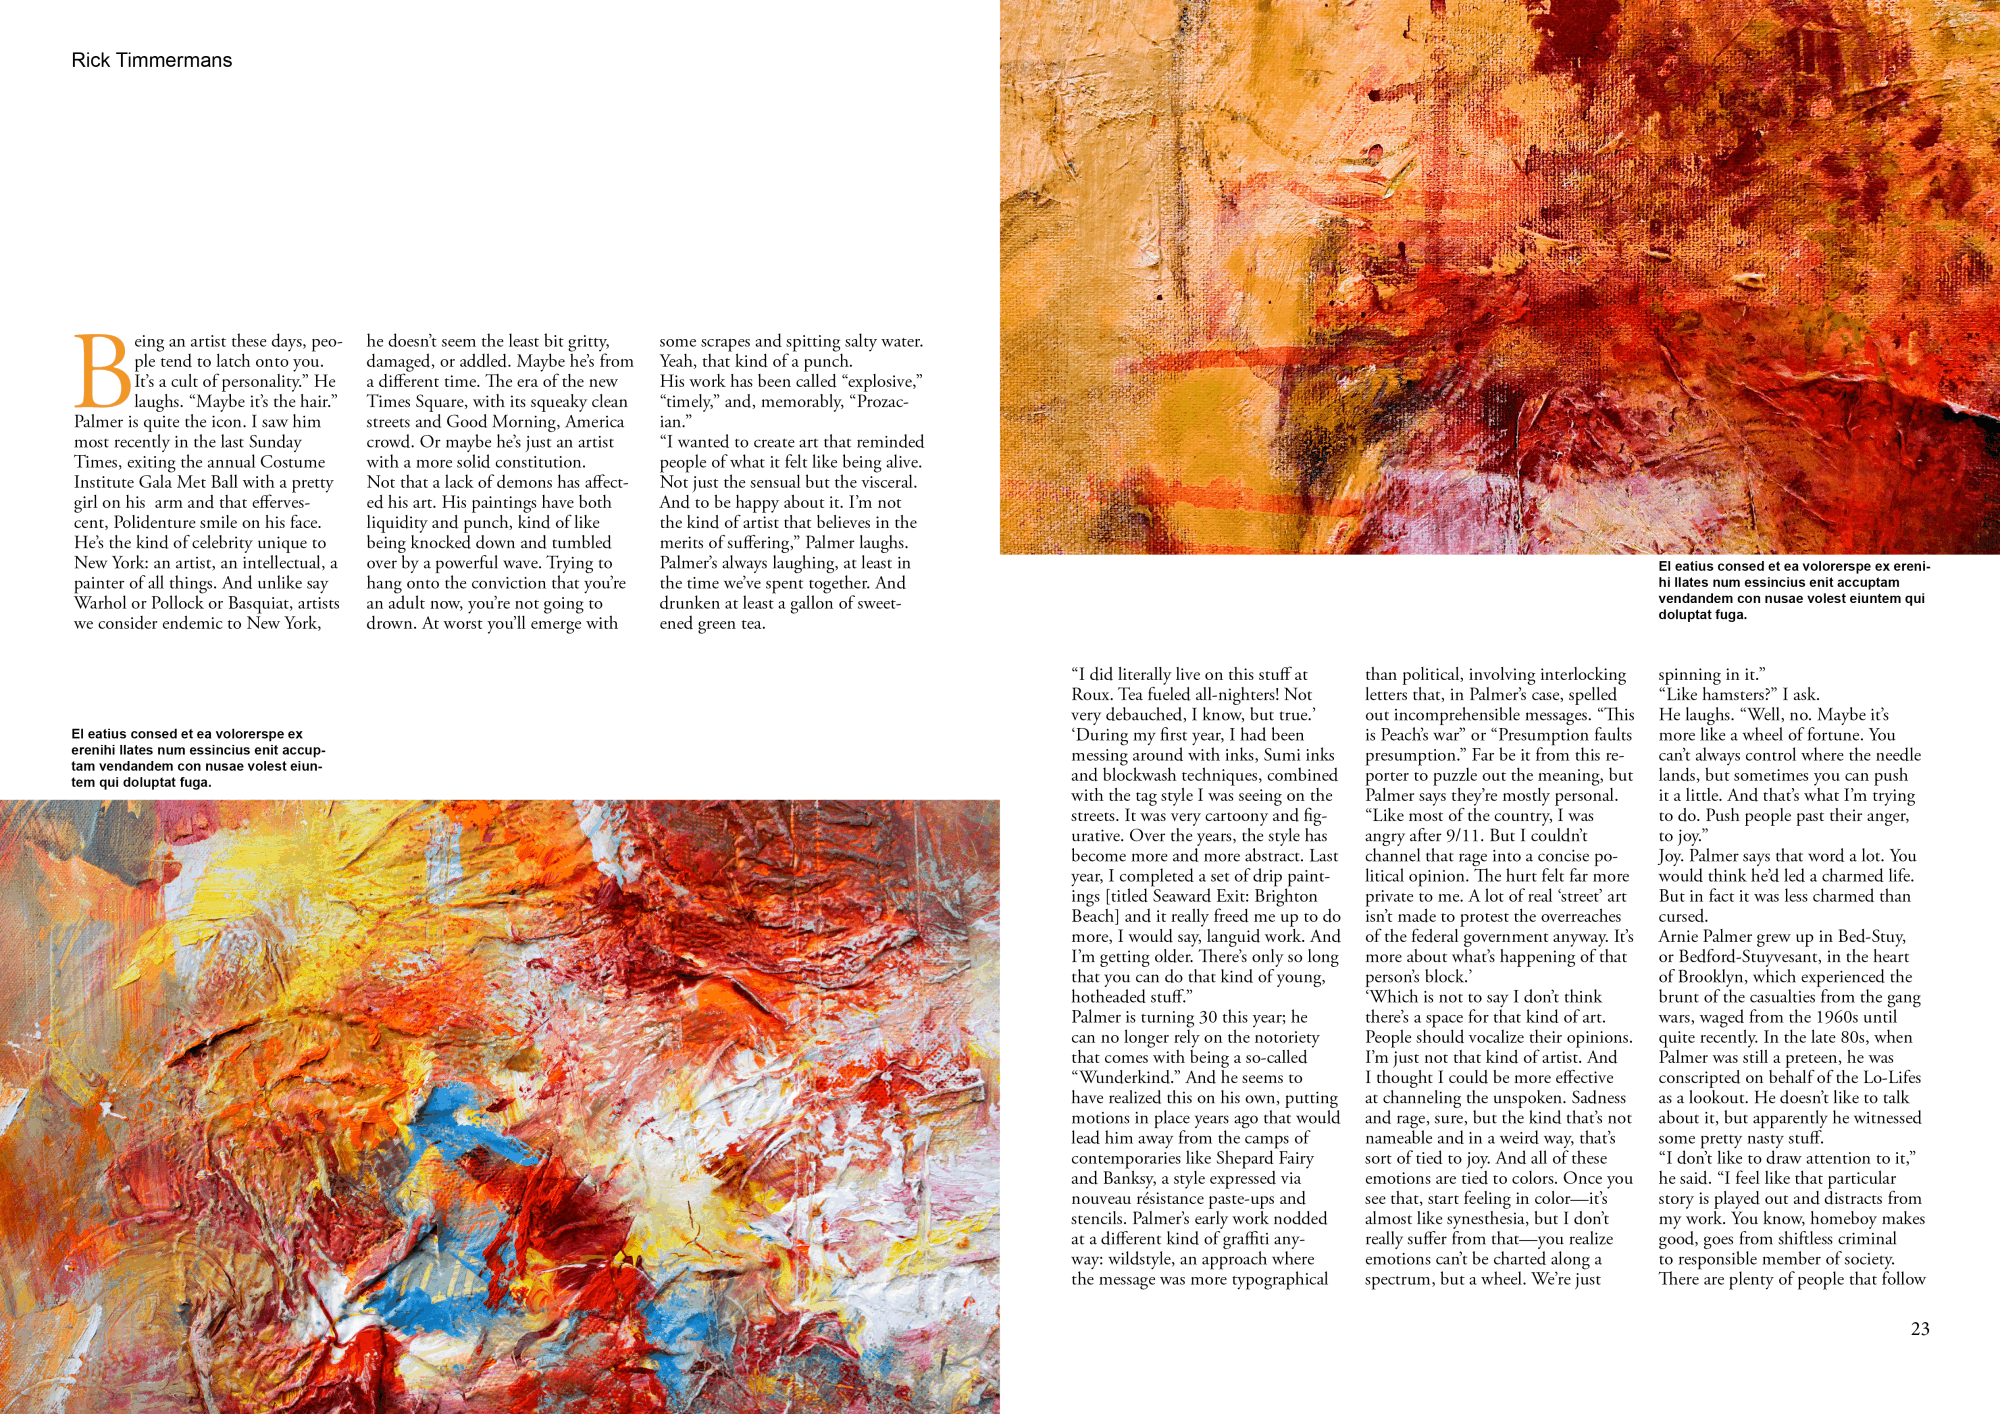 Rick Timmermans
Being an artist these days, peo-
ple tend to latch onto you.
It’s a cult of personality.” He
laughs. “Maybe it’s the hair.”
Palmer is quite the icon. I saw him
most recently in the last Sunday
Times, exiting the annual Costume
Institute Gala Met Ball with a pretty
girl on his  arm and that efferves-
cent, Polidenture smile on his face.
He’s the kind of celebrity unique to
New York: an artist, an intellectual, a
painter of all things. And unlike say
Warhol or Pollock or Basquiat, artists
we consider endemic to New York,
he doesn’t seem the least bit gritty,
damaged, or addled. Maybe he’s from
a different time. The era of the new
Times Square, with its squeaky clean
streets and Good Morning, America
crowd. Or maybe he’s just an artist
with a more solid constitution.
Not that a lack of demons has affect-
ed his art. His paintings have both
liquidity and punch, kind of like
being knocked down and tumbled
over by a powerful wave. Trying to
hang onto the conviction that you’re
an adult now, you’re not going to
drown. At worst you’ll emerge with
some scrapes and spitting salty water.
Yeah, that kind of a punch.
His work has been called “explosive,”
“timely,” and, memorably, “Prozac-
ian.”
“I wanted to create art that reminded
people of what it felt like being alive.
Not just the sensual but the visceral.
And to be happy about it. I’m not
the kind of artist that believes in the
merits of suffering,” Palmer laughs.
Palmer’s always laughing, at least in
the time we’ve spent together. And
drunken at least a gallon of sweet-
ened green tea.
El eatius consed et ea volorerspe ex
erenihi llates num essincius enit accup-
tam vendandem con nusae volest eiun-
tem qui doluptat fuga.
El eatius consed et ea volorerspe ex ereni-
hi llates num essincius enit accuptam
vendandem con nusae volest eiuntem qui
doluptat fuga.
“I did literally live on this stuff at
Roux. Tea fueled all-nighters! Not
very debauched, I know, but true.’
‘During my first year, I had been
messing around with inks, Sumi inks
and blockwash techniques, combined
with the tag style I was seeing on the
streets. It was very cartoony and fig-
urative. Over the years, the style has
become more and more abstract. Last
year, I completed a set of drip paint-
ings [titled Seaward Exit: Brighton
Beach] and it really freed me up to do
more, I would say, languid work. And
I’m getting older. There’s only so long
that you can do that kind of young,
hotheaded stuff.”
Palmer is turning 30 this year; he
can no longer rely on the notoriety
that comes with being a so-called
“Wunderkind.” And he seems to
have realized this on his own, putting
motions in place years ago that would
lead him away from the camps of
contemporaries like Shepard Fairy
and Banksy, a style expressed via
nouveau résistance paste-ups and
stencils. Palmer’s early work nodded
at a different kind of graffiti any-
way: wildstyle, an approach where
the message was more typographical
than political, involving interlocking
letters that, in Palmer’s case, spelled
out incomprehensible messages. “This
is Peach’s war” or “Presumption faults
presumption.” Far be it from this re-
porter to puzzle out the meaning, but
Palmer says they’re mostly personal.
“Like most of the country, I was
angry after 9/11. But I couldn’t
channel that rage into a concise po-
litical opinion. The hurt felt far more
private to me. A lot of real ‘street’ art
isn’t made to protest the overreaches
of the federal government anyway. It’s
more about what’s happening of that
person’s block.’
‘Which is not to say I don’t think
there’s a space for that kind of art.
People should vocalize their opinions.
I’m just not that kind of artist. And
I thought I could be more effective
at channeling the unspoken. Sadness
and rage, sure, but the kind that’s not
nameable and in a weird way, that’s
sort of tied to joy. And all of these
emotions are tied to colors. Once you
see that, start feeling in color—it’s
almost like synesthesia, but I don’t
really suffer from that—you realize
emotions can’t be charted along a
spectrum, but a wheel. We’re just
spinning in it.”
“Like hamsters?” I ask.
He laughs. “Well, no. Maybe it’s
more like a wheel of fortune. You
can’t always control where the needle
lands, but sometimes you can push
it a little. And that’s what I’m trying
to do. Push people past their anger,
to joy.”
Joy. Palmer says that word a lot. You
would think he’d led a charmed life.
But in fact it was less charmed than
cursed.
Arnie Palmer grew up in Bed-Stuy,
or Bedford-Stuyvesant, in the heart
of Brooklyn, which experienced the
brunt of the casualties from the gang
wars, waged from the 1960s until
quite recently. In the late 80s, when
Palmer was still a preteen, he was
conscripted on behalf of the Lo-Lifes
as a lookout. He doesn’t like to talk
about it, but apparently he witnessed
some pretty nasty stuff.
“I don’t like to draw attention to it,”
he said. “I feel like that particular
story is played out and distracts from
my work. You know, homeboy makes
good, goes from shiftless criminal
to responsible member of society.
There are plenty of people that follow
23